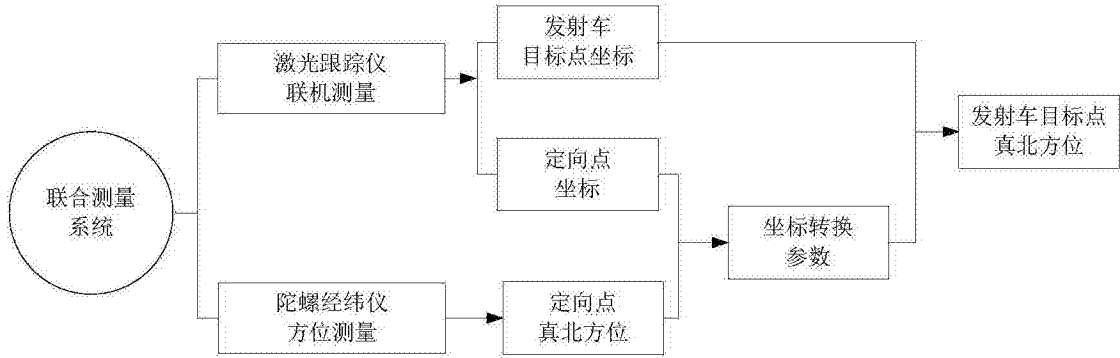 联合测量
系统
激光跟踪仪
联机测量
陀螺经纬仪
方位测量
发射车
目标点坐标
定向点
坐标
定向点
真北方位
坐标转换
参数
发射车目标点
真北方位